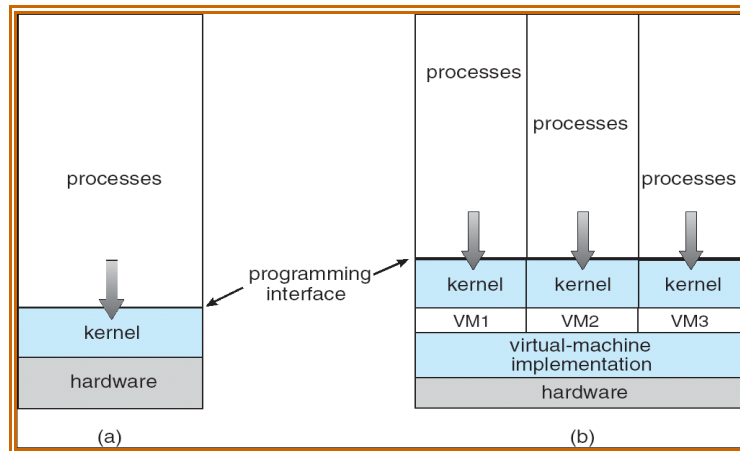 processes
programming
interface
kernel
hardware
(a)
processes
processes
processes
kernel
kernel
kernel
VM1
VM2
VM3
virtual-machine
implementation
hardware
(b)